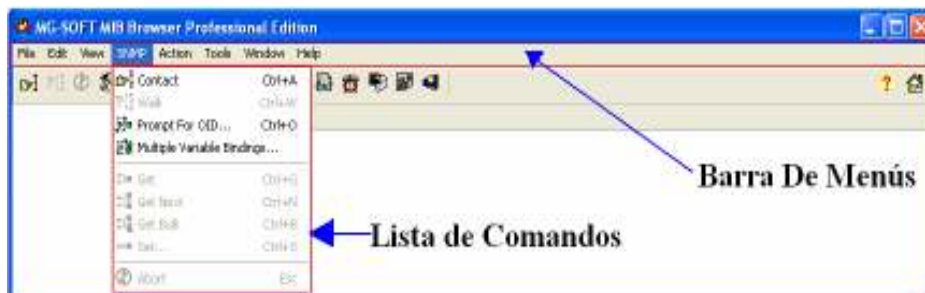 MG-SOFT MIB Browser Professional Edition
File Edit View SNMP Action Tools Window Help
Contact Ctrl+A
Walk Ctrl+W
Prompt For OID... Ctrl+O
Multiple Variable Bindings...
Get Ctrl+G
Get Next Ctrl+N
Get Bulk Ctrl+B
Set... Ctrl+S
Abort Esc
Barra De Menús
Lista de Comandos